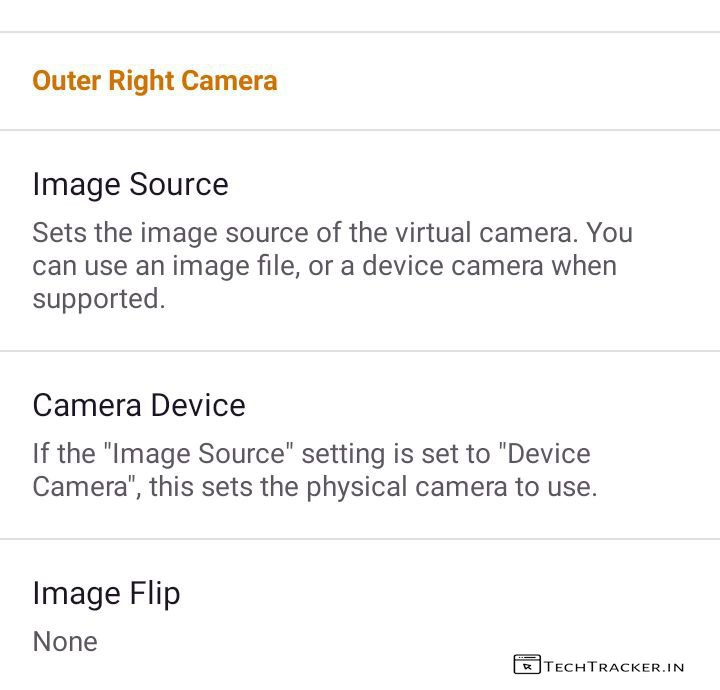 Outer Right Camera
Image Source
Sets the image source of the virtual camera. You
can use an image file, or a device camera when
supported.
Camera Device
If the "Image Source" setting is set to "Device
Camera", this sets the physical camera to use.
Image Flip
None
TECHTRACKER.IN